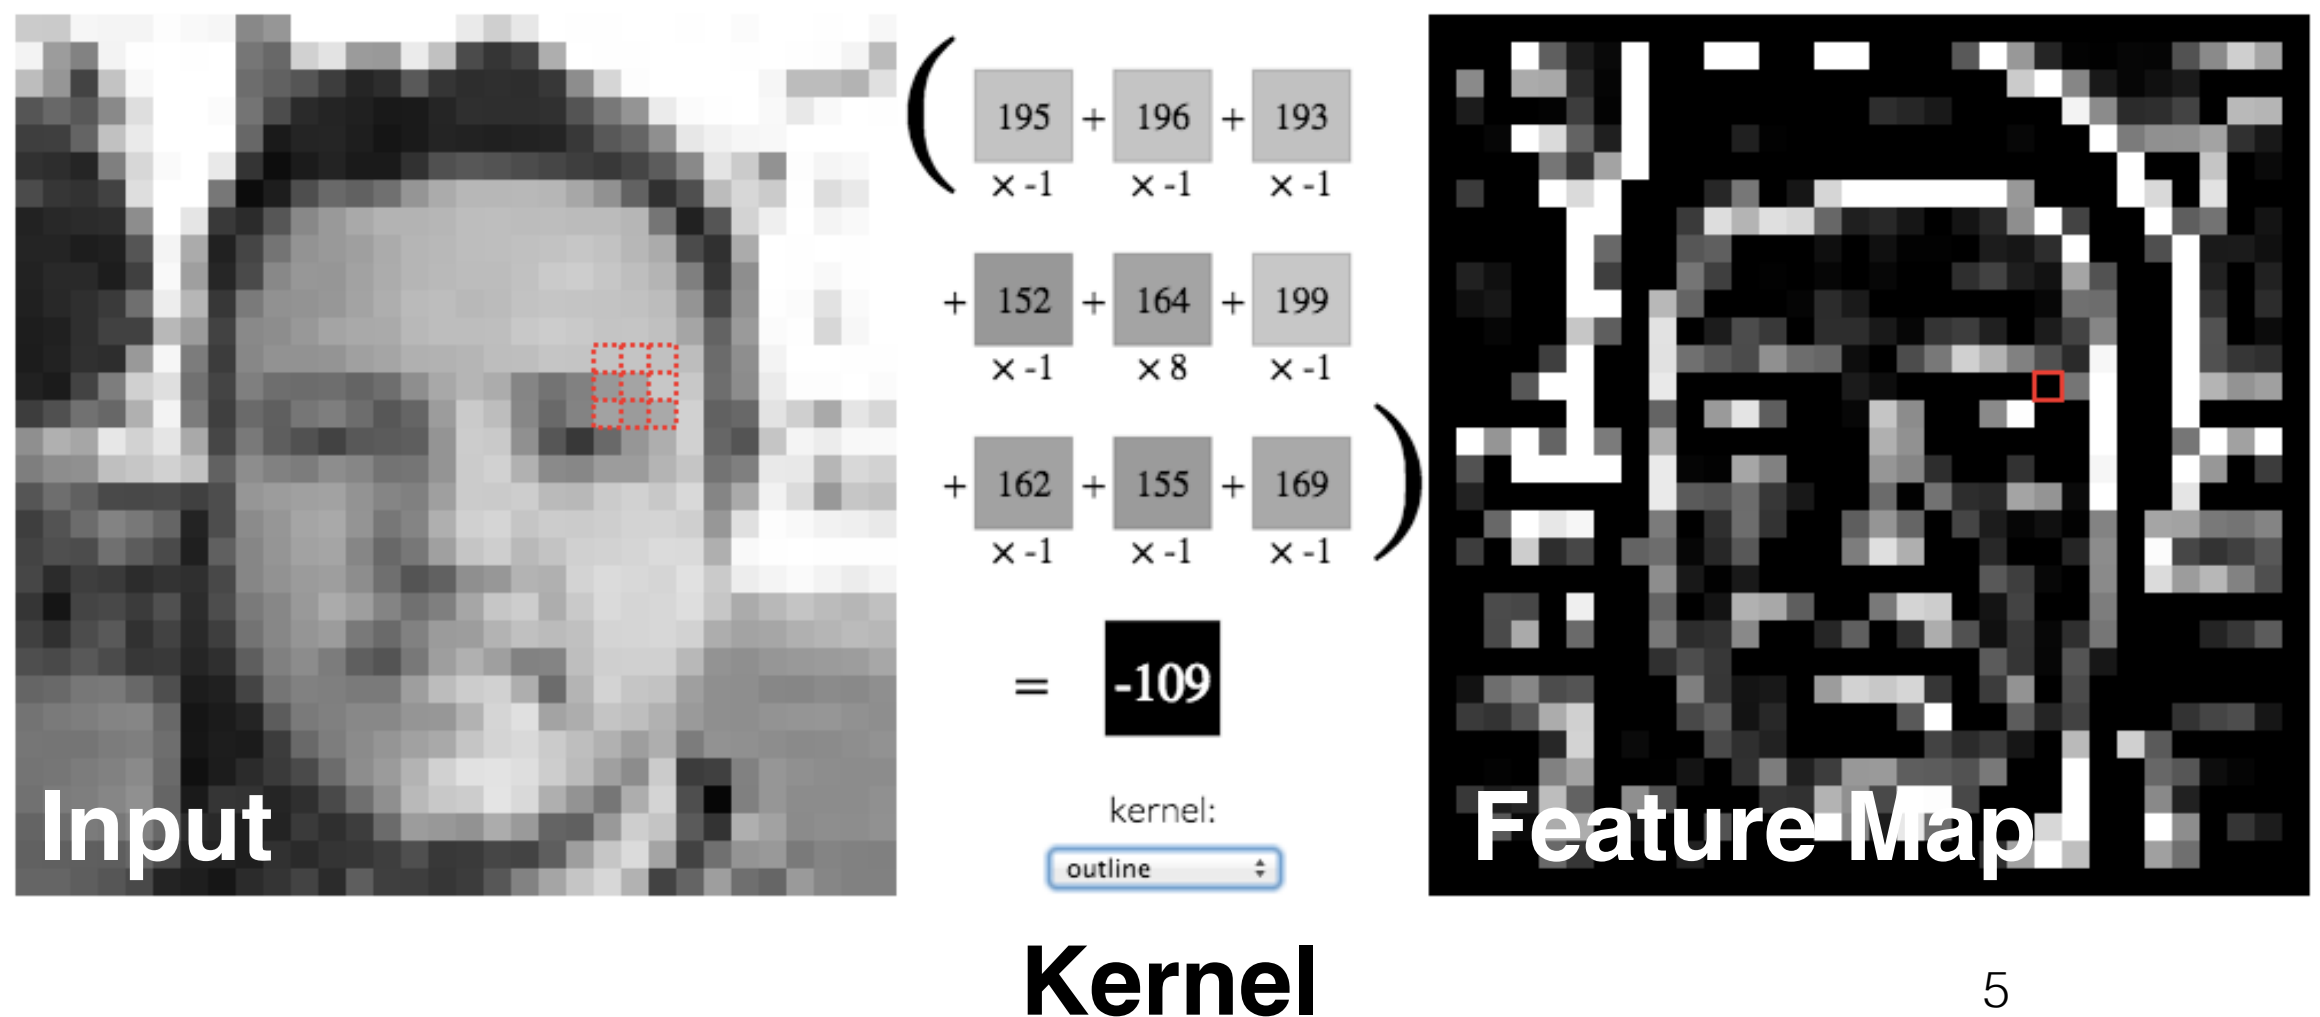 ( 195 + 196 + 193
× -1 × -1 × -1
+ 152 + 164 + 199
× -1 × 8 × -1
+ 162 + 155 + 169 )
× -1 × -1 × -1
= -109
kernel:
outline
Input
Feature Map
Kernel
5